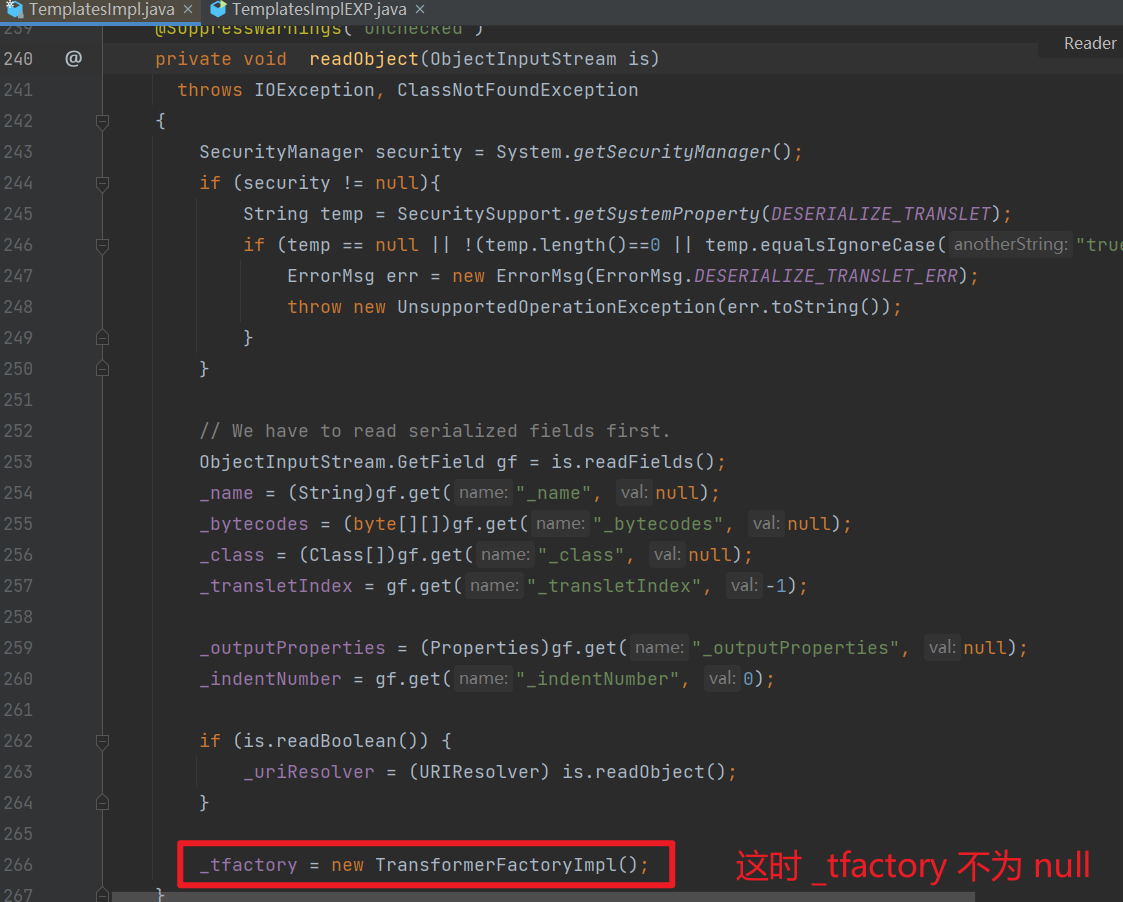 TemplatesImpl.java × TemplatesImplEXP.java ×
239 @SuppressWarnings("unchecked")
Reader
240 @ private void  readObject(ObjectInputStream is)
241 throws IOException, ClassNotFoundException
242 {
243 SecurityManager security = System.getSecurityManager();
244 if (security != null){
245 String temp = SecuritySupport.getSystemProperty(DESERIALIZE_TRANSLET);
246 if (temp == null || !(temp.length()==0 || temp.equalsIgnoreCase( anotherString: "true
247 ErrorMsg err = new ErrorMsg(ErrorMsg.DESERIALIZE_TRANSLET_ERR);
248 throw new UnsupportedOperationException(err.toString());
249 }
250 }
251
252 // We have to read serialized fields first.
253 ObjectInputStream.GetField gf = is.readFields();
254 _name = (String)gf.get( name: "_name", val: null);
255 _bytecodes = (byte[][])gf.get( name: "_bytecodes", val: null);
256 _class = (Class[])gf.get( name: "_class", val: null);
257 _transletIndex = gf.get( name: "_transletIndex", val: -1);
258
259 _outputProperties = (Properties)gf.get( name: "_outputProperties", val: null);
260 _indentNumber = gf.get( name: "_indentNumber", val: 0);
261
262 if (is.readBoolean()) {
263 _uriResolver = (URIResolver) is.readObject();
264 }
265
266 _tfactory = new TransformerFactoryImpl(); 这时 _tfactory 不为 null
267 }